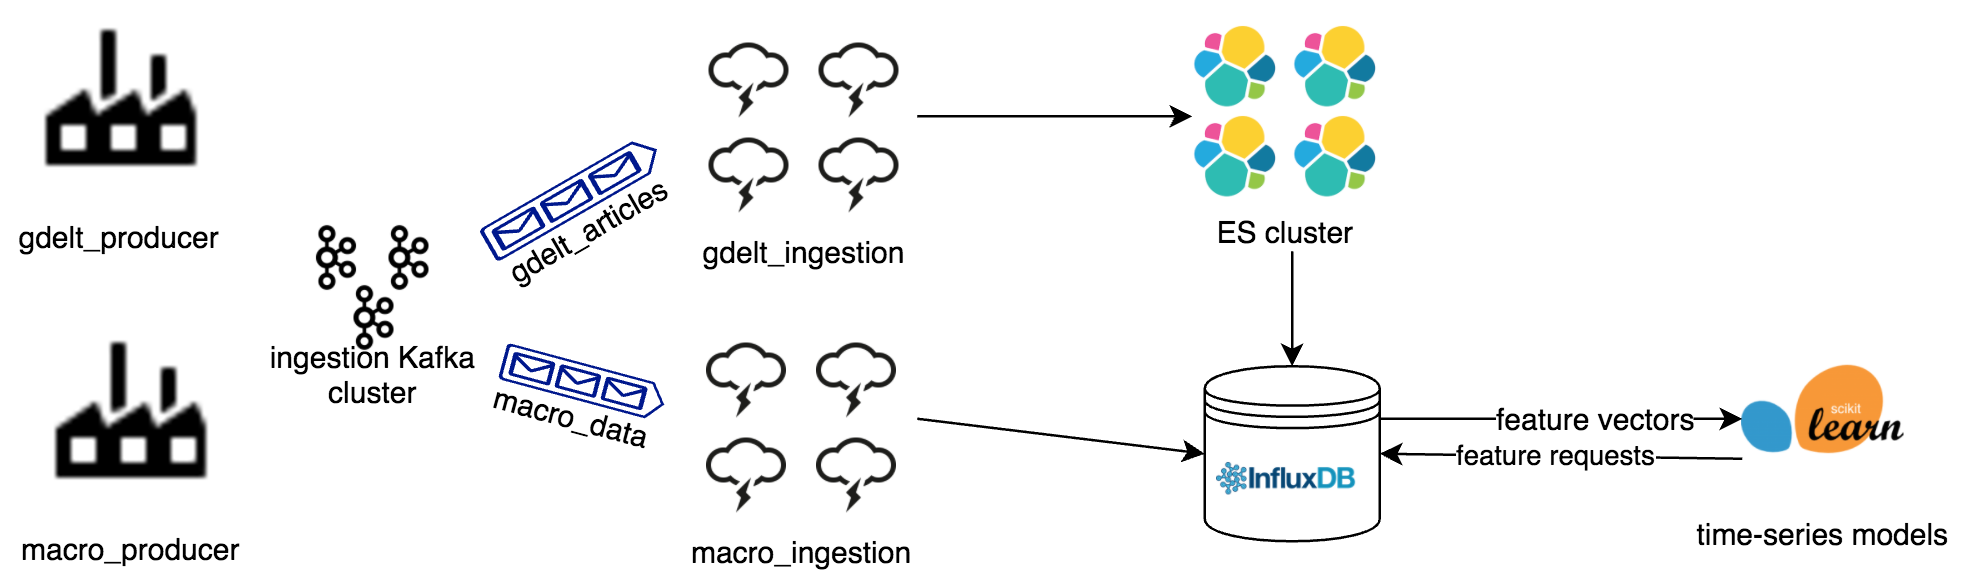 gdelt_producer
ingestion Kafka
cluster
macro_producer
gdelt_articles
macro_data
gdelt_ingestion
macro_ingestion
ES cluster
InfluxDB
feature vectors
feature requests
scikit
learn
time-series models